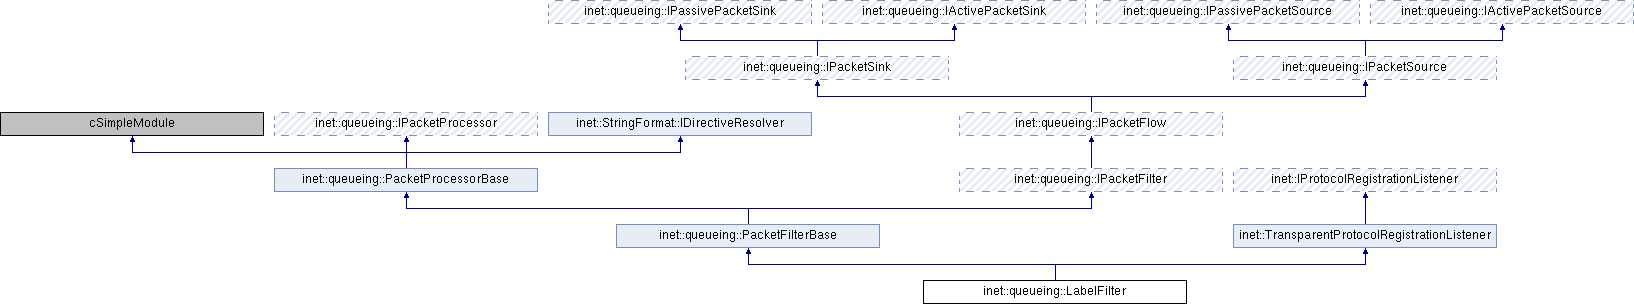 inet::queueing::IPassivePacketSink
inet::queueing::IActivePacketSink
inet::queueing::IPassivePacketSource
inet::queueing::IActivePacketSource
inet::queueing::IPacketSink
inet::queueing::IPacketSource
cSimpleModule
inet::queueing::IPacketProcessor
inet::StringFormat::IDirectiveResolver
inet::queueing::IPacketFlow
inet::queueing::PacketProcessorBase
inet::queueing::IPacketFilter
inet::IProtocolRegistrationListener
inet::queueing::PacketFilterBase
inet::TransparentProtocolRegistrationListener
inet::queueing::LabelFilter